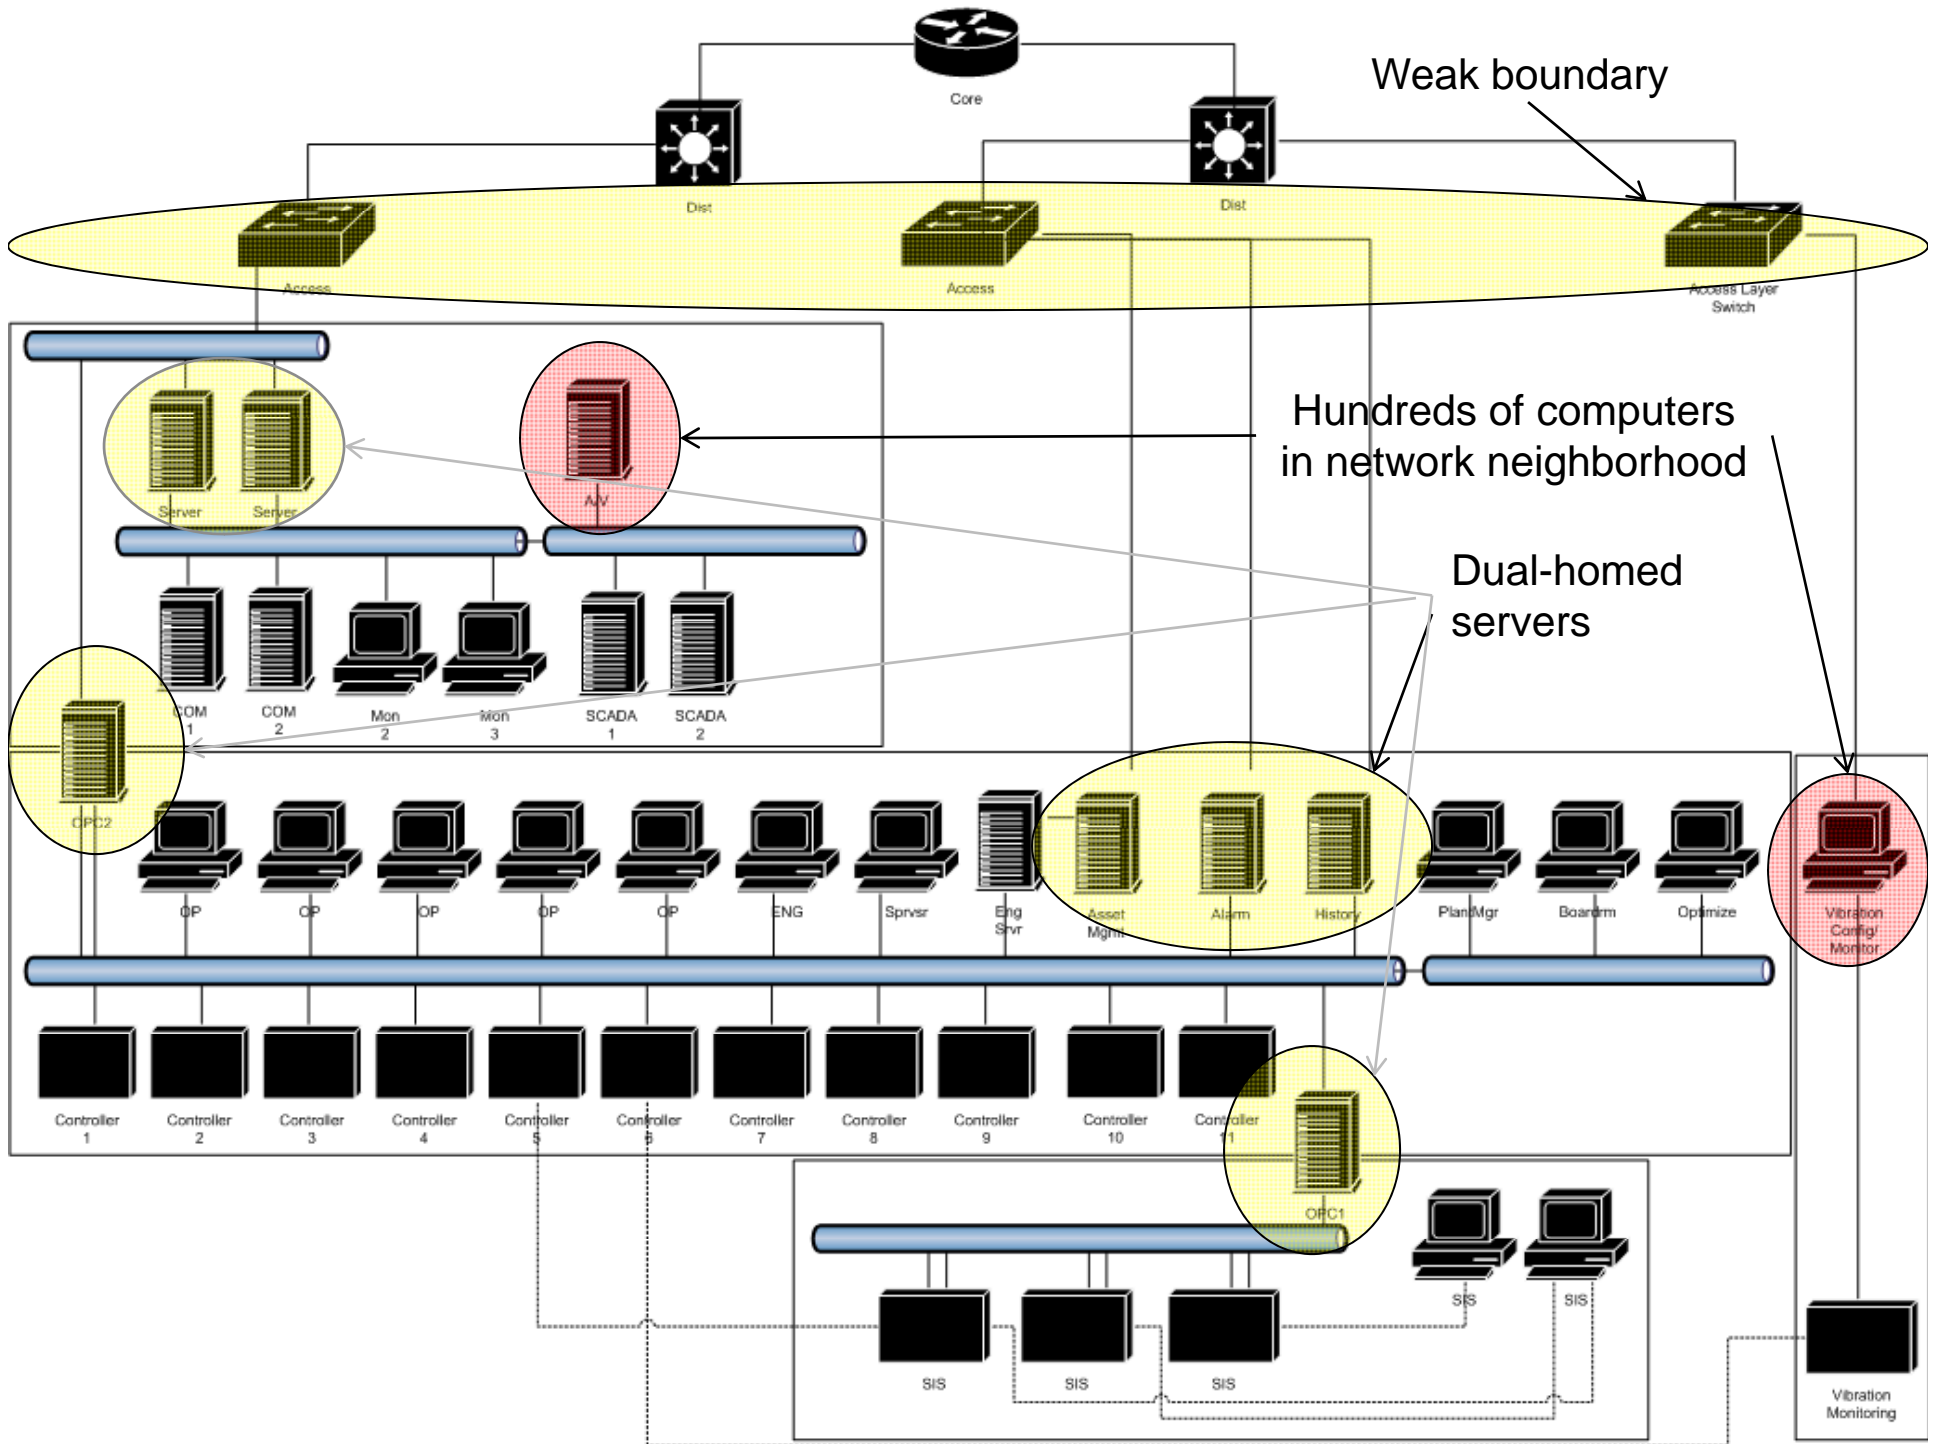 Core
Weak boundary
Dist
Dist
Access
Access
Access Layer
Switch
Hundreds of computers
in network neighborhood
A/V
Server
Server
Dual-homed
servers
COM
1
COM
2
Mon
2
Mon
3
SCADA
1
SCADA
2
OPC2
OP
OP
OP
OP
OP
ENG
Sprvsr
Eng
Srvr
Asset
Mgmt
Alarm
History
PlantMgr
Boardrm
Optimize
Vibration
Config/
Monitor
Controller
1
Controller
2
Controller
3
Controller
4
Controller
5
Controller
6
Controller
7
Controller
8
Controller
9
Controller
10
Controller
11
OPC1
SIS
SIS
SIS
SIS
SIS
Vibration
Monitoring